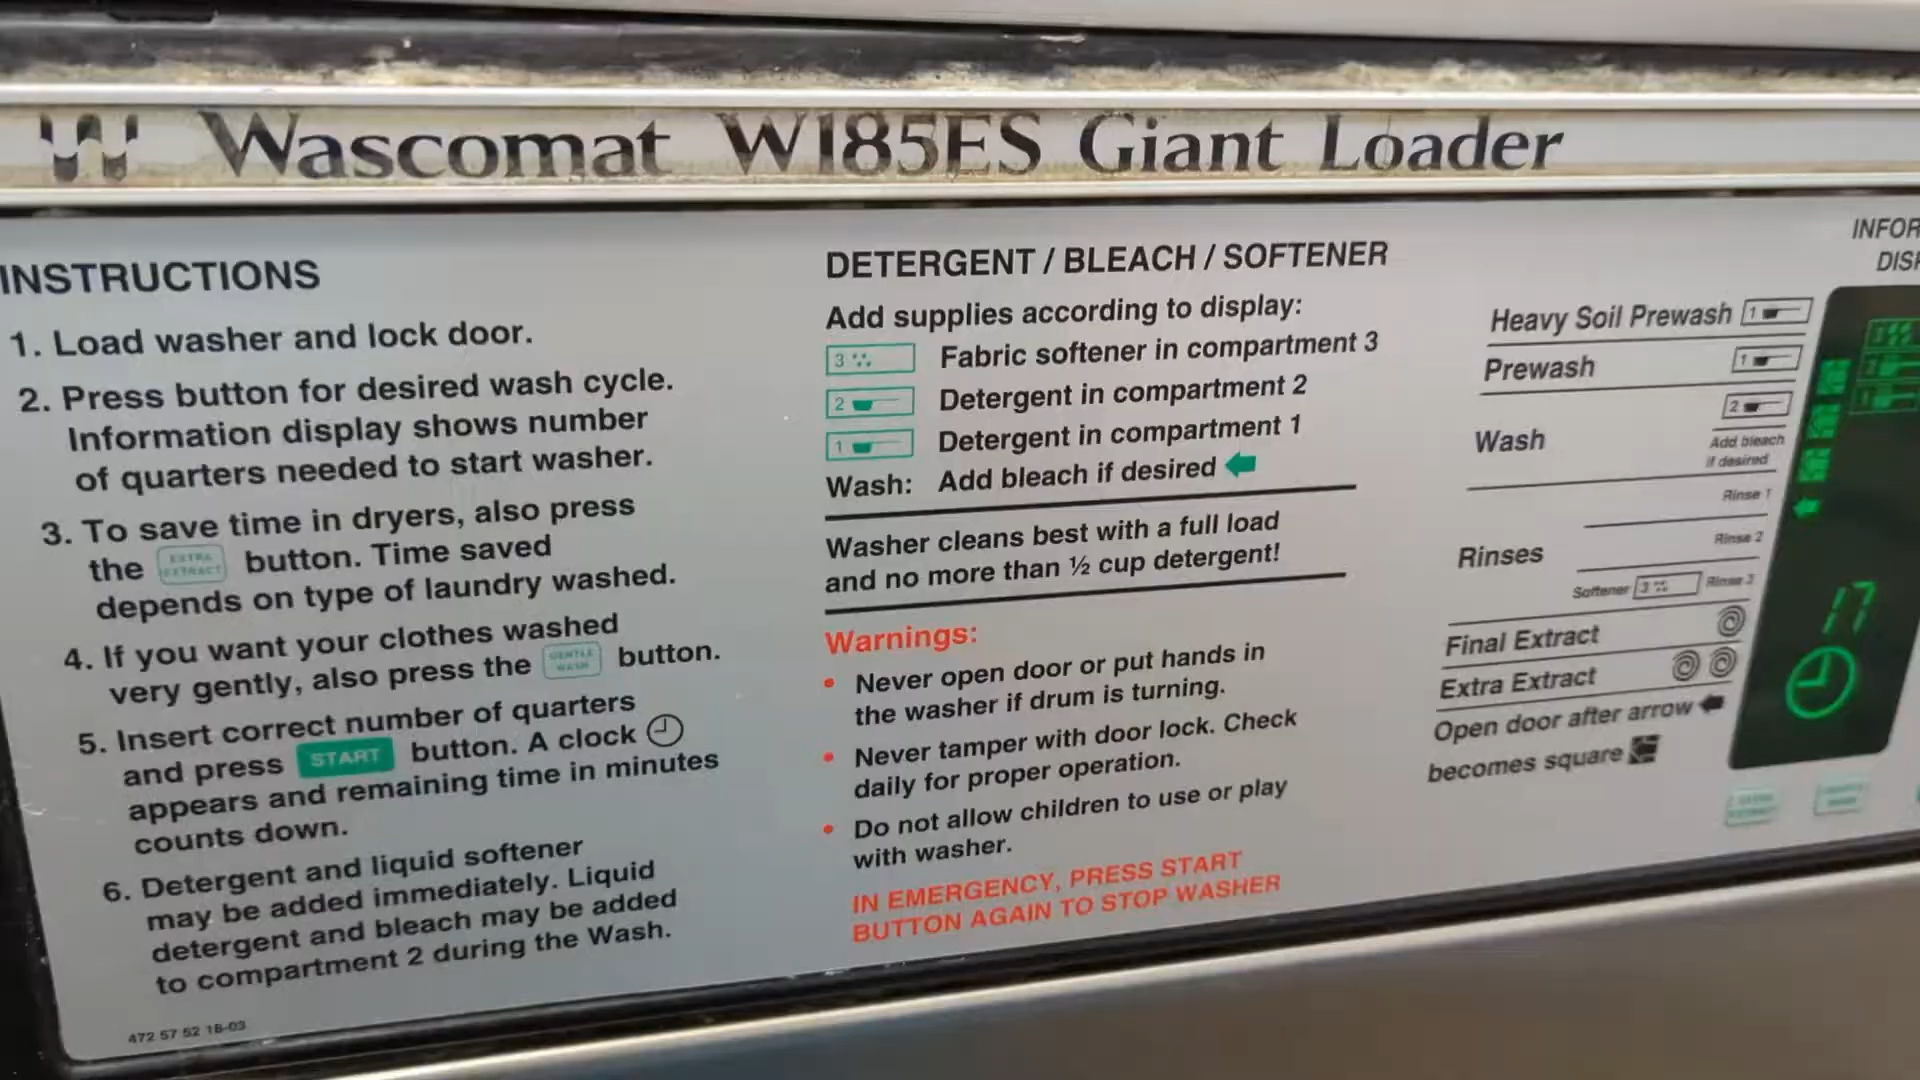 Wascomat W185ES Giant Loader
INSTRUCTIONS
1. Load washer and lock door.
2. Press button for desired wash cycle.
Information display shows number
of quarters needed to start washer.
3. To save time in dryers, also press
the EXTRA EXTRACT button. Time saved
depends on type of laundry washed.
4. If you want your clothes washed
very gently, also press the GENTLE WASH button.
5. Insert correct number of quarters
and press START button. A clock
appears and remaining time in minutes
counts down.
6. Detergent and liquid softener
may be added immediately. Liquid
detergent and bleach may be added
to compartment 2 during the Wash.
472 57 52 1B-03
DETERGENT / BLEACH / SOFTENER
Add supplies according to display:
3 Fabric softener in compartment 3
2 Detergent in compartment 2
1 Detergent in compartment 1
Wash: Add bleach if desired
Washer cleans best with a full load
and no more than ½ cup detergent!
Warnings:
• Never open door or put hands in
the washer if drum is turning.
• Never tamper with door lock. Check
daily for proper operation.
• Do not allow children to use or play
with washer.
IN EMERGENCY, PRESS START
BUTTON AGAIN TO STOP WASHER
INFOR
DISP
Heavy Soil Prewash 1
Prewash 1
2
Wash Add bleach
if desired
Rinse 1
Rinses Rinse 2
Softener 3 Rinse 3
Final Extract
Extra Extract
Open door after arrow
becomes square
17